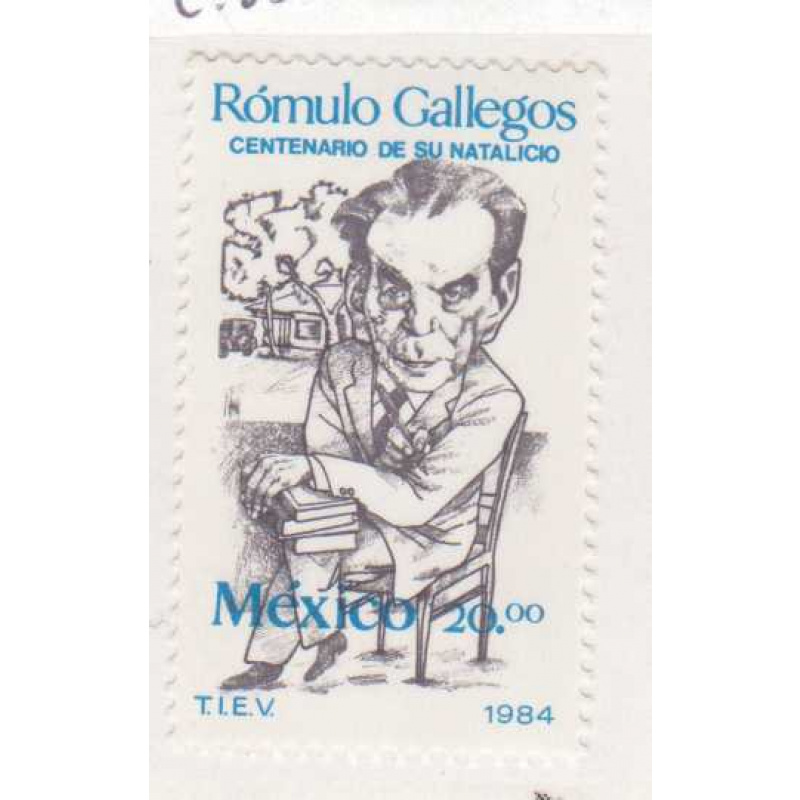 Rómulo Gallegos
CENTENARIO DE SU NATALICIO
México 20.00
T.I.E.V. 1984